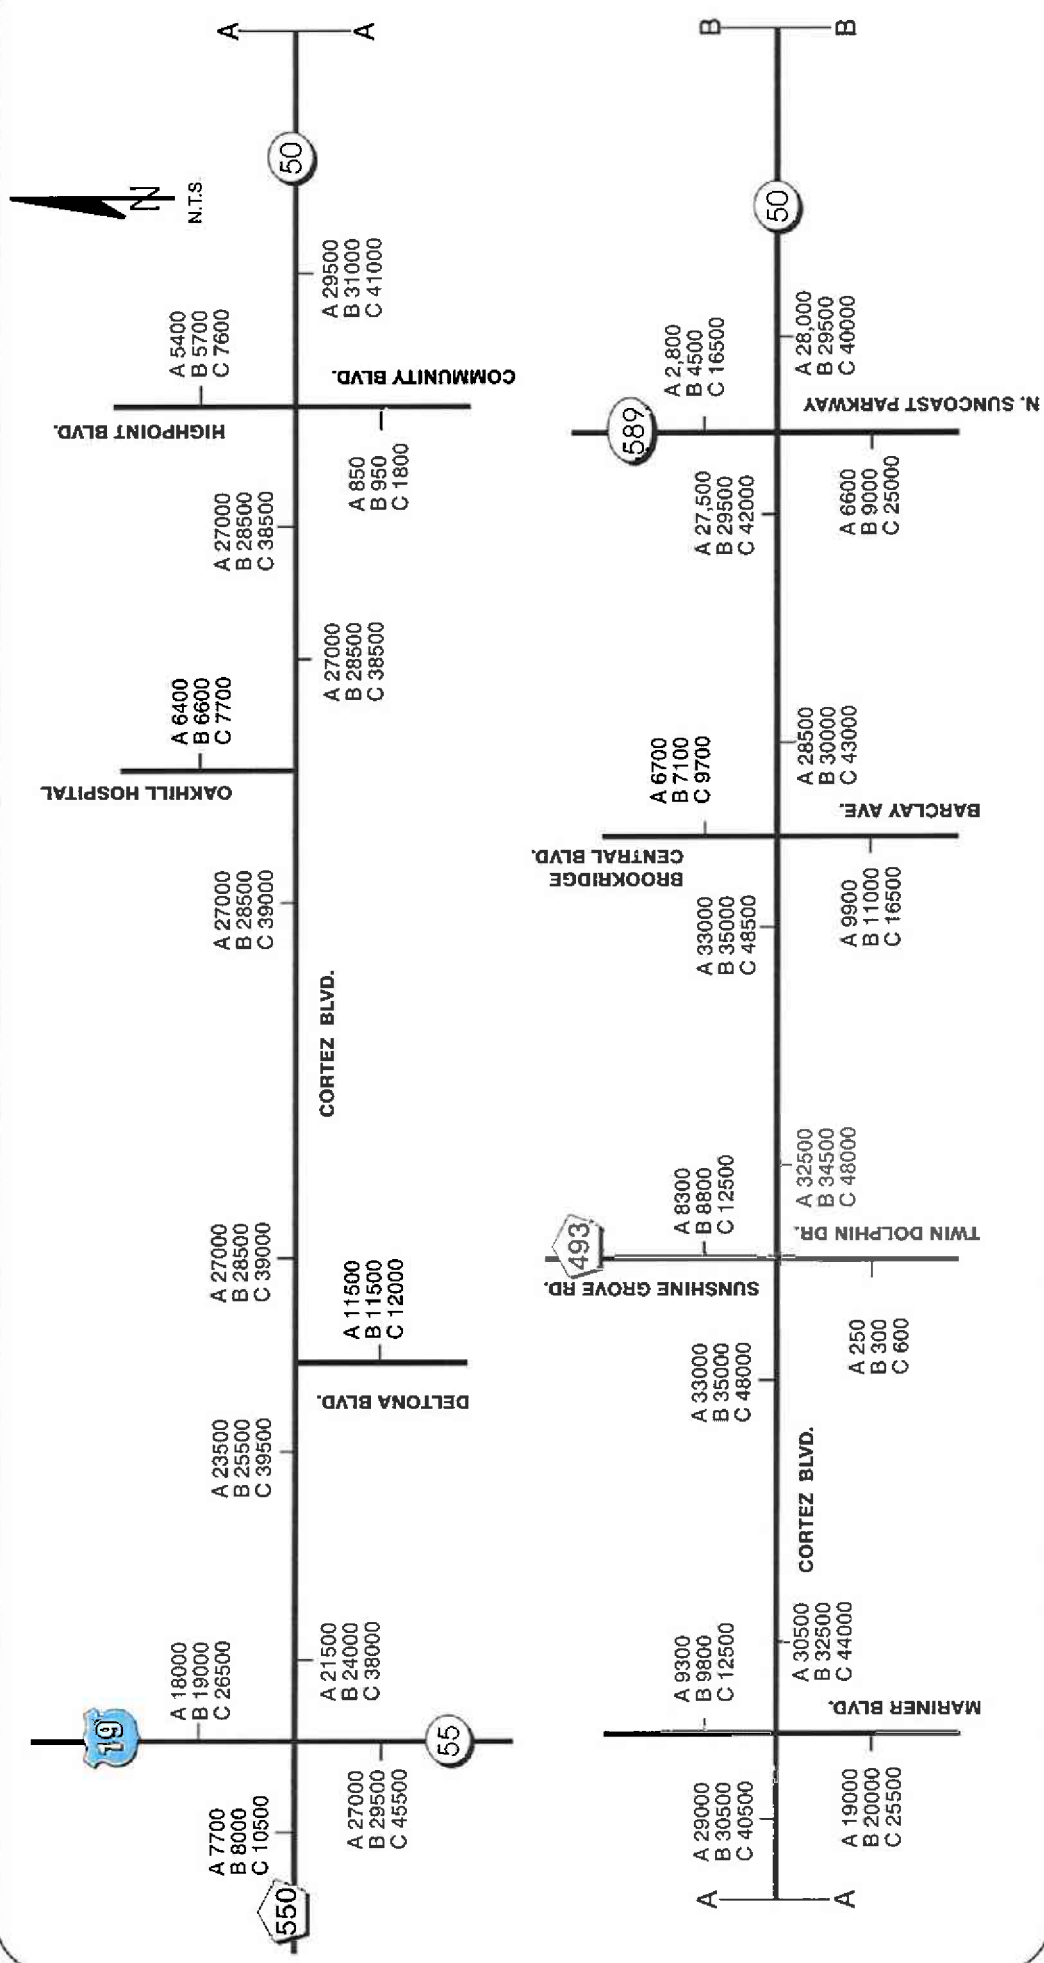 550
A 7700
B 8000
C 10500
19
A 18000
B 19000
C 26500
A 27000
B 29500
C 45500
55
A 21500
B 24000
C 38000
A 23500
B 25500
C 39500
DELTONA BLVD.
A 11500
B 11500
C 12000
A 27000
B 28500
C 39000
CORTEZ BLVD.
A 27000
B 28500
C 39000
OAKHILL HOSPITAL
A 6400
B 6600
C 7700
A 27000
B 28500
C 38500
A 27000
B 28500
C 38500
HIGHPOINT BLVD.
A 5400
B 5700
C 7600
A 850
B 950
C 1800
COMMUNITY BLVD.
A 29500
B 31000
C 41000
N
N.T.S.
50
A
A
A
A
A 29000
B 30500
C 40500
A 9300
B 9800
C 12500
A 19000
B 20000
C 25500
MARINER BLVD.
A 30500
B 32500
C 44000
CORTEZ BLVD.
A 33000
B 35000
C 48000
493
SUNSHINE GROVE RD.
A 8300
B 8800
C 12500
A 250
B 300
C 600
TWIN DOLPHIN DR.
A 32500
B 34500
C 48000
A 33000
B 35000
C 48500
BROOKRIDGE
CENTRAL BLVD.
A 6700
B 7100
C 9700
A 9900
B 11000
C 16500
BARCLAY AVE.
A 28500
B 30000
C 43000
A 27,500
B 29500
C 42000
589
A 2,800
B 4500
C 16500
A 6600
B 9000
C 25000
N. SUNCOAST PARKWAY
A 28,000
B 29500
C 40000
50
B
B